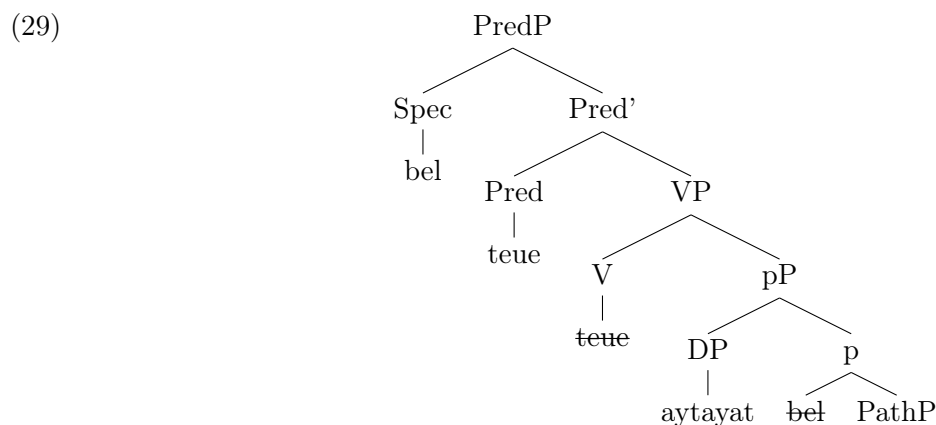 (29) PredP
Spec Pred'
bel
Pred VP
teue
V pP
teue
DP p
aytayat bel PathP